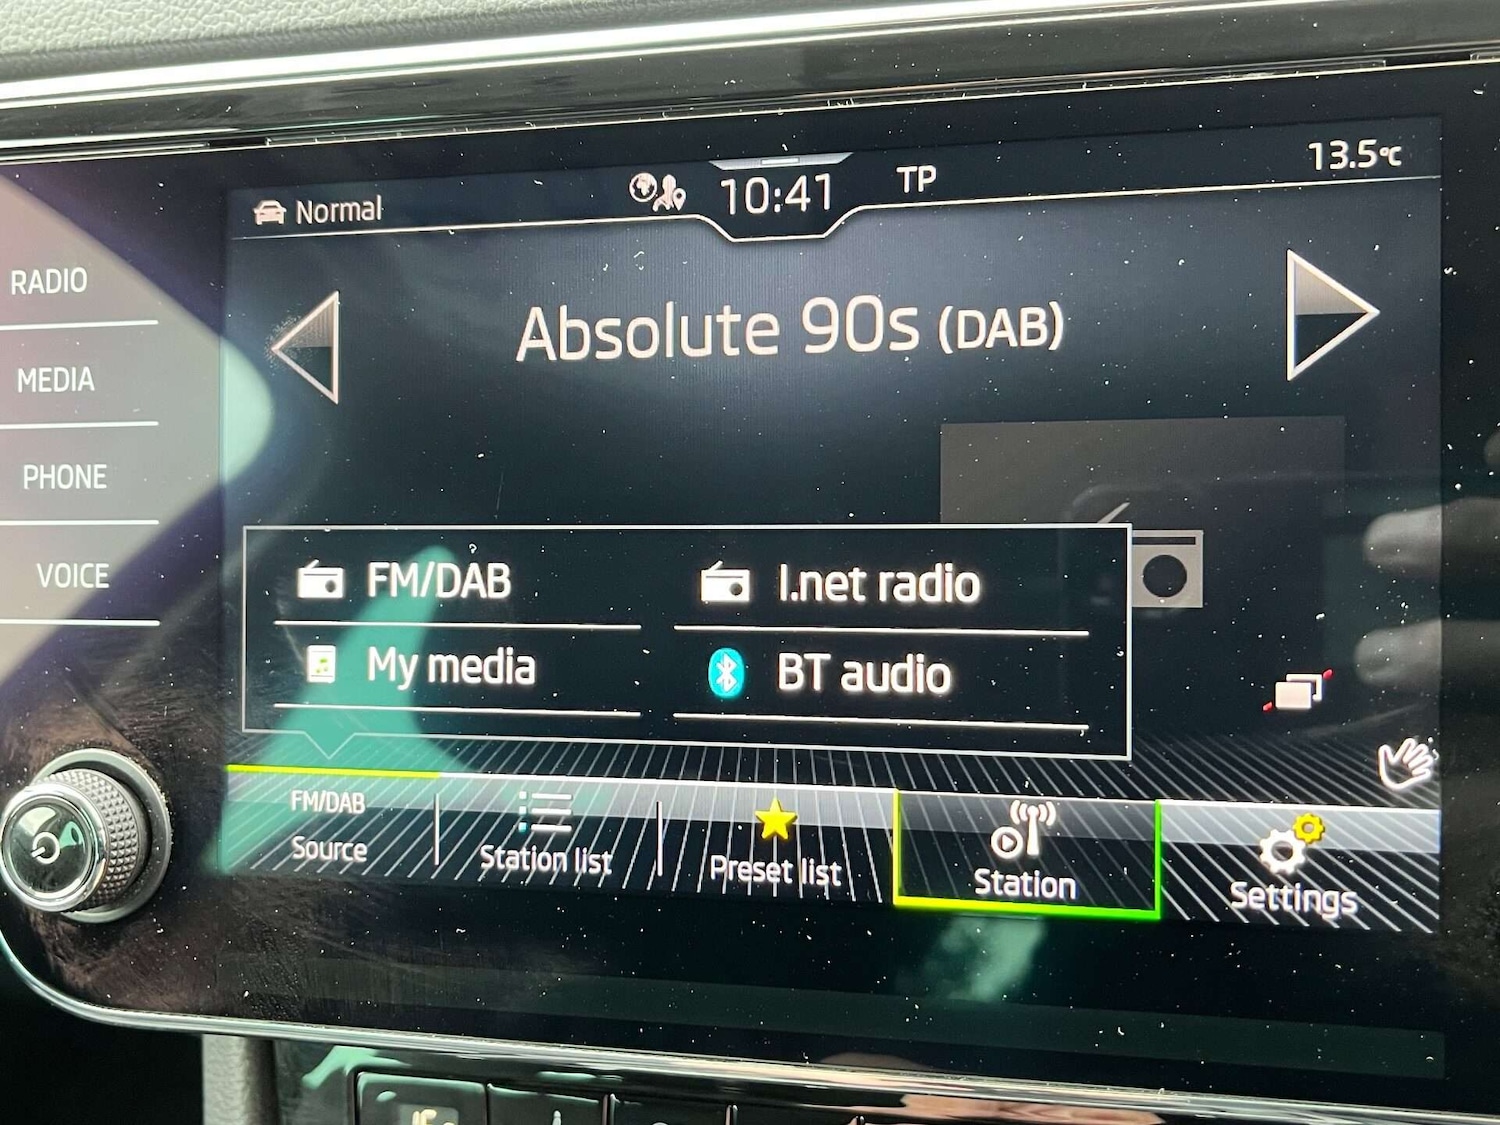 Normal
10:41
TP
13.5°C
RADIO
MEDIA
PHONE
VOICE
Absolute 90s (DAB)
FM/DAB
I.net radio
My media
BT audio
FM/DAB
Source
Station list
Preset list
Station
Settings